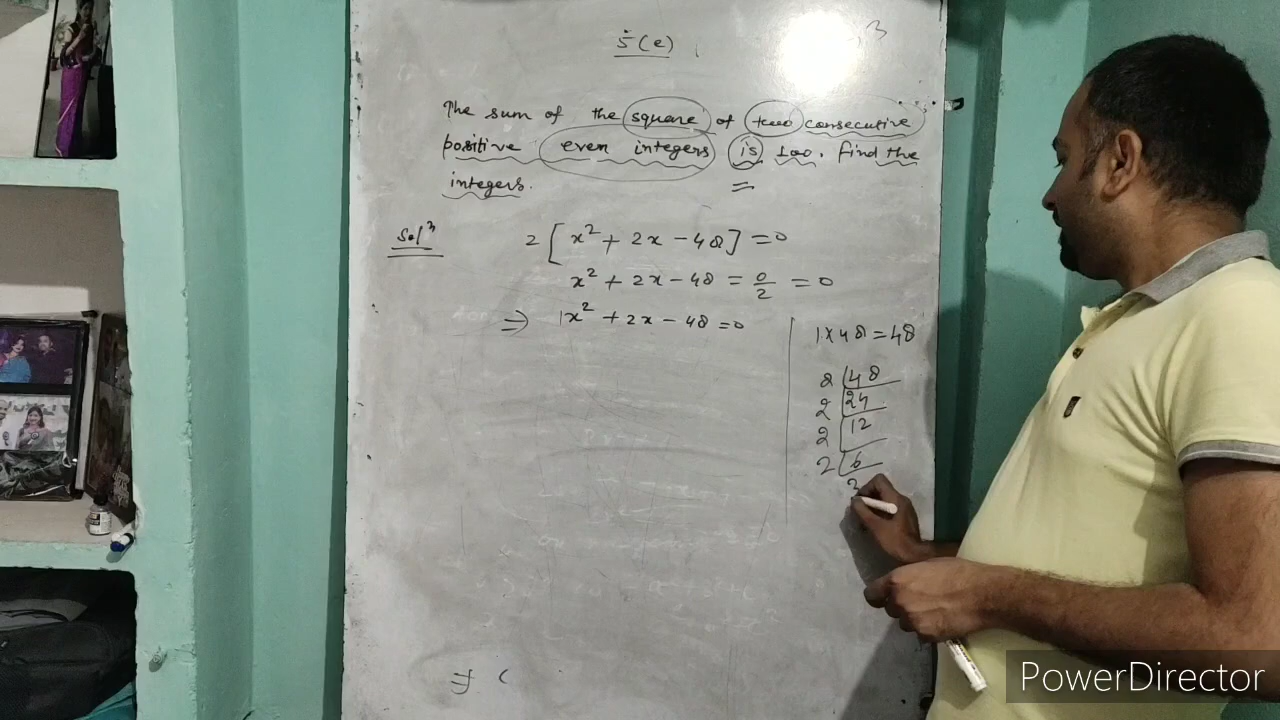 5(e)
The sum of the square of two consecutive
positive even integers is 100. Find the
integers.
Solⁿ
2[x² + 2x - 48] = 0
x² + 2x - 48 = 0/2 = 0
⇒ 1x² + 2x - 48 = 0
1 x 48 = 48
2 | 48
2 | 24
2 | 12
2 | 6
3
⇒ (
PowerDirector